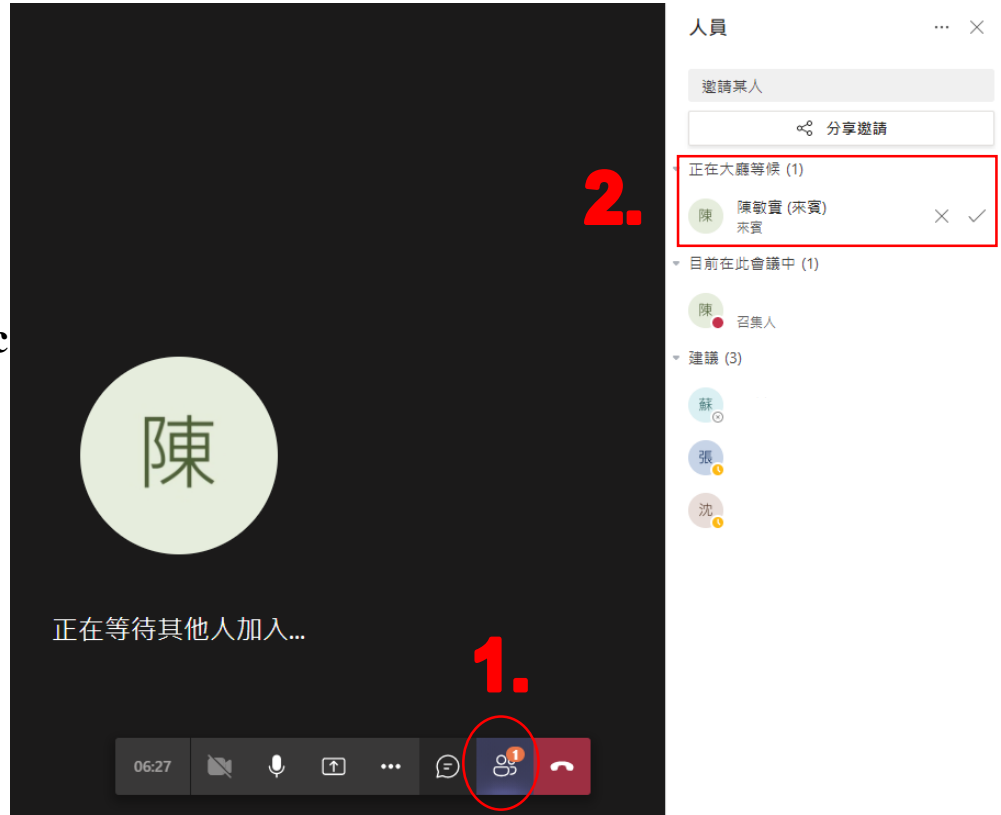 人員
邀請某人
分享邀請
正在大廳等候 (1)
2.
陳
陳敏實 (來賓)
來賓
目前在此會議中 (1)
陳
召集人
c
建議 (3)
蘇
張
沈
陳
正在等待其他人加入...
1.
06:27
1